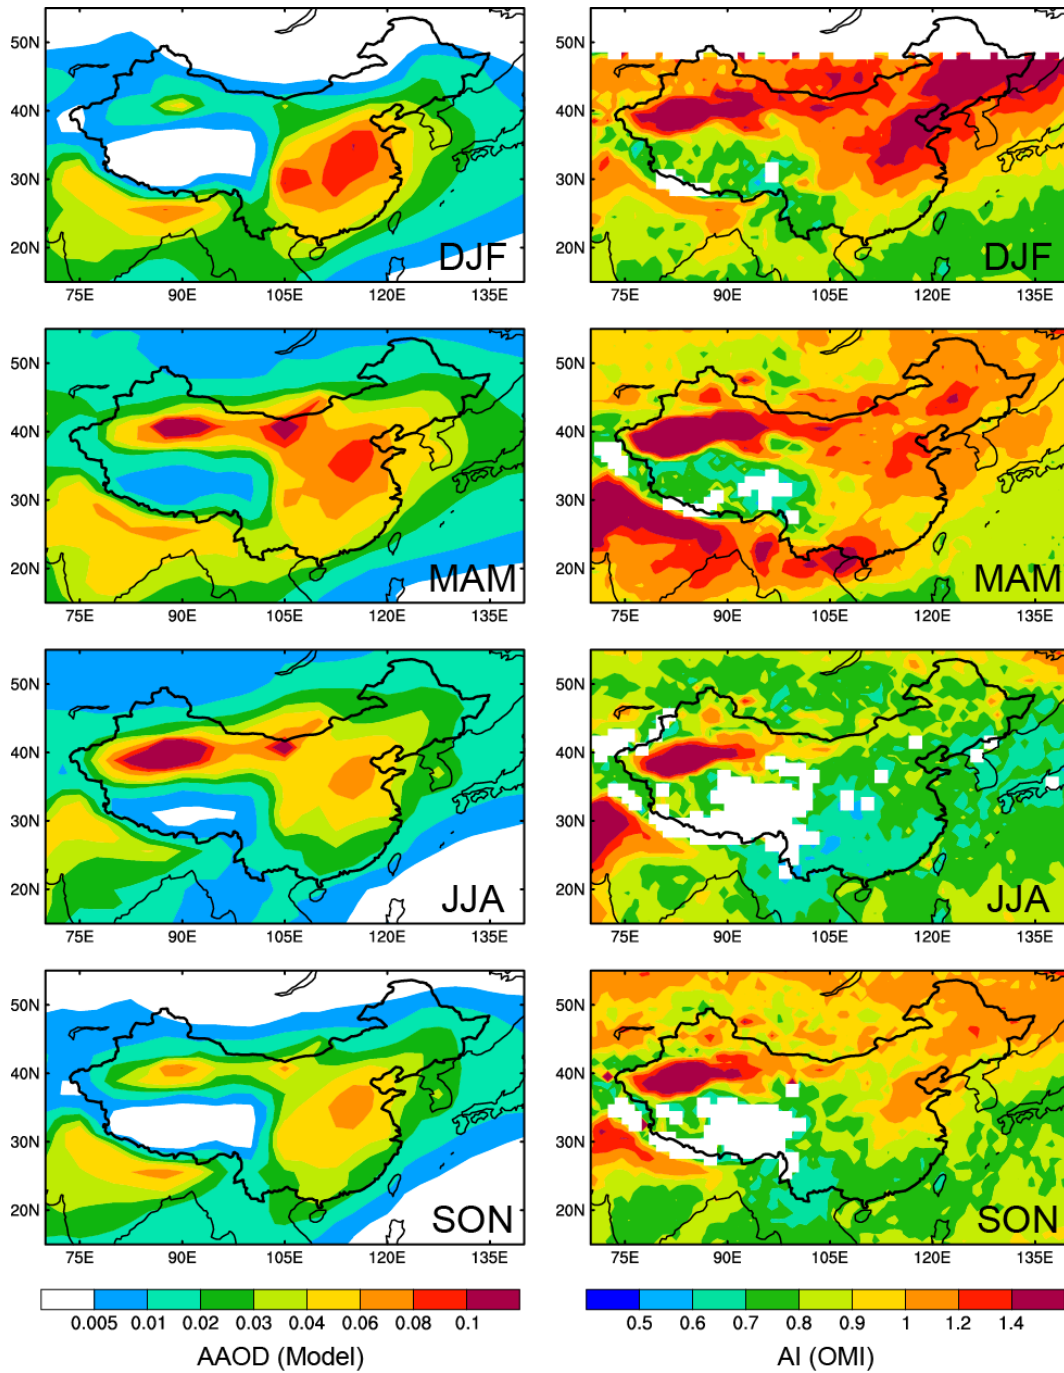 50N
40N
30N
20N
DJF
75E 90E 105E 120E 135E
50N
40N
30N
20N
DJF
75E 90E 105E 120E 135E
50N
40N
30N
20N
MAM
75E 90E 105E 120E 135E
50N
40N
30N
20N
MAM
75E 90E 105E 120E 135E
50N
40N
30N
20N
JJA
75E 90E 105E 120E 135E
50N
40N
30N
20N
JJA
75E 90E 105E 120E 135E
50N
40N
30N
20N
SON
75E 90E 105E 120E 135E
50N
40N
30N
20N
SON
75E 90E 105E 120E 135E
0.005 0.01 0.02 0.03 0.04 0.06 0.08 0.1
AAOD (Model)
0.5 0.6 0.7 0.8 0.9 1 1.2 1.4
AI (OMI)